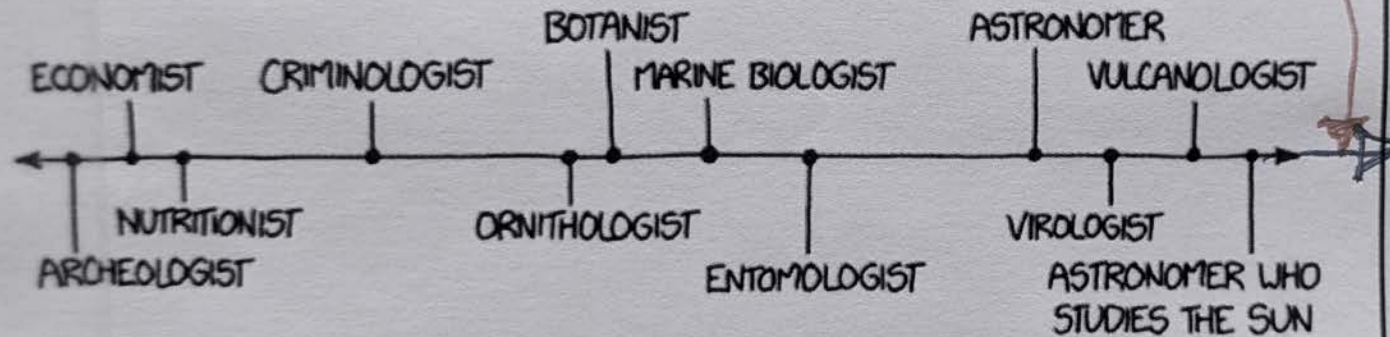 BOTANIST
ASTRONOMER
ECONOMIST
CRIMINOLOGIST
MARINE BIOLOGIST
VULCANOLOGIST
NUTRITIONIST
ORNITHOLOGIST
VIROLOGIST
ARCHEOLOGIST
ENTOMOLOGIST
ASTRONOMER WHO
STUDIES THE SUN